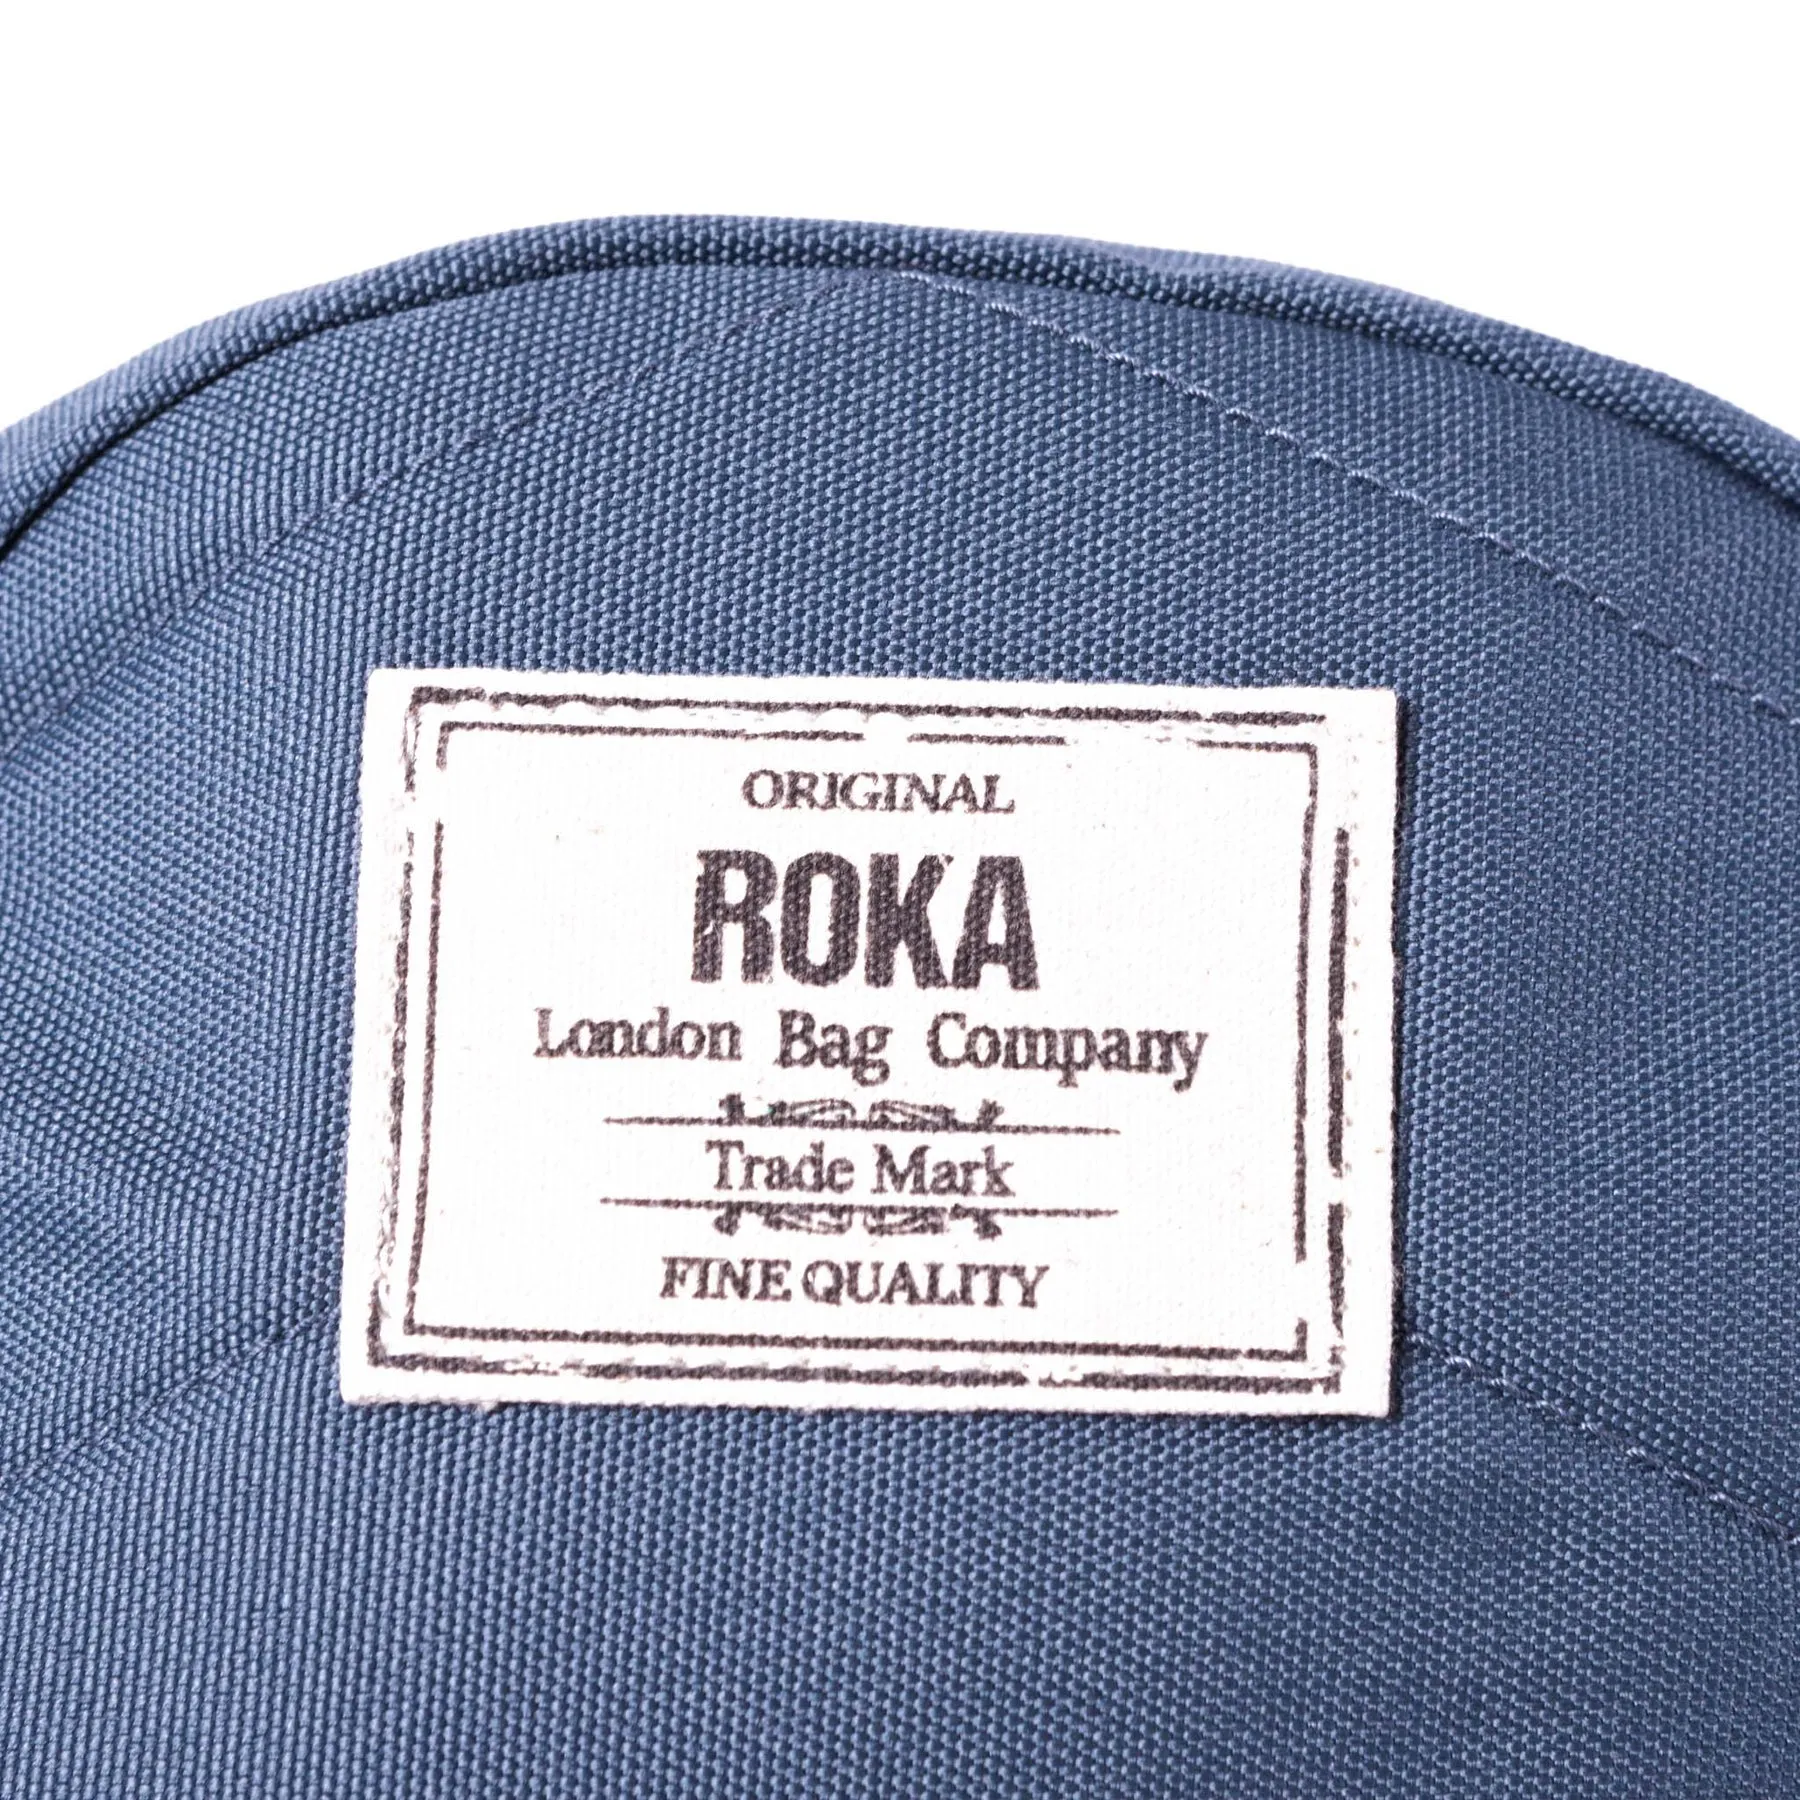 ORIGINAL
ROKA
London Bag Company
Trade Mark
FINE QUALITY